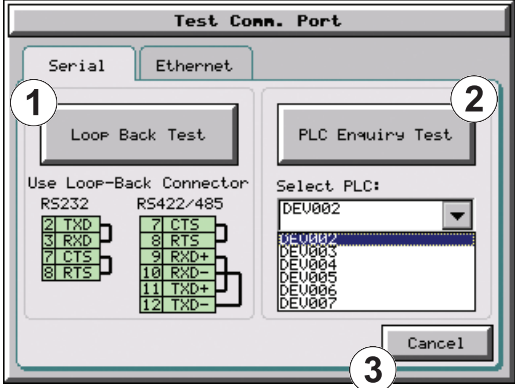 Test Comm. Port
Serial
Ethernet
1
Loop Back Test
Use Loop-Back Connector
RS232
RS422/485
2 TXD
3 RXD
7 CTS
8 RTS
7 CTS
8 RTS
9 RXD+
10 RXD-
11 TXD+
12 TXD-
2
PLC Enquiry Test
Select PLC:
DEV002
DEV002
DEV003
DEV004
DEV005
DEV006
DEV007
Cancel
3